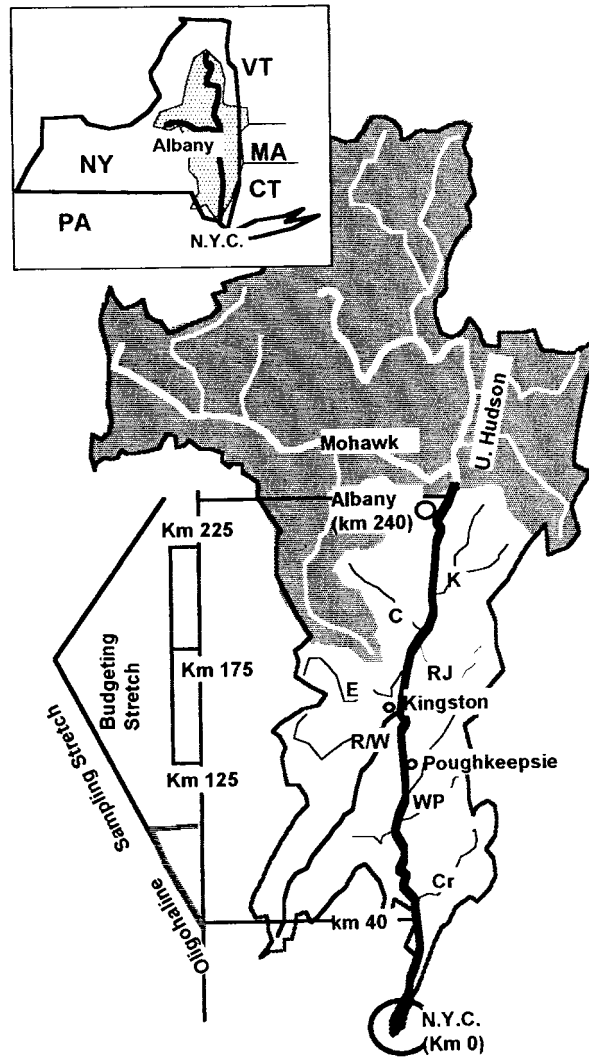 VT
Albany
NY
MA
CT
PA
N.Y.C.
U. Hudson
Mohawk
Albany
(km 240)
Km 225
K
C
Km 175
RJ
E
Kingston
Budgeting
Stretch
R/W
Poughkeepsie
Km 125
WP
Sampling Stretch
Cr
Oligohaline
km 40
N.Y.C.
(Km 0)